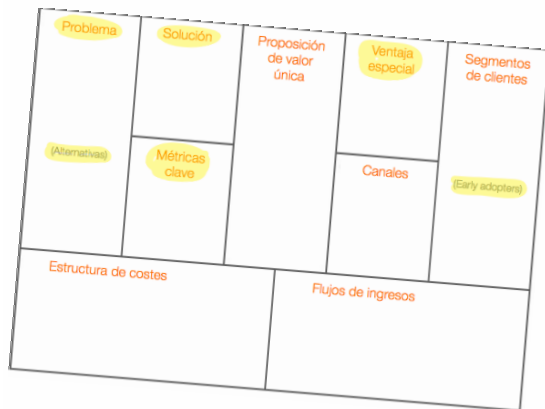 Problema
(Alternativas)
Solución
Métricas
clave
Proposición
de valor
única
Ventaja
especial
Canales
Segmentos
de clientes
(Early adopters)
Estructura de costes
Flujos de ingresos